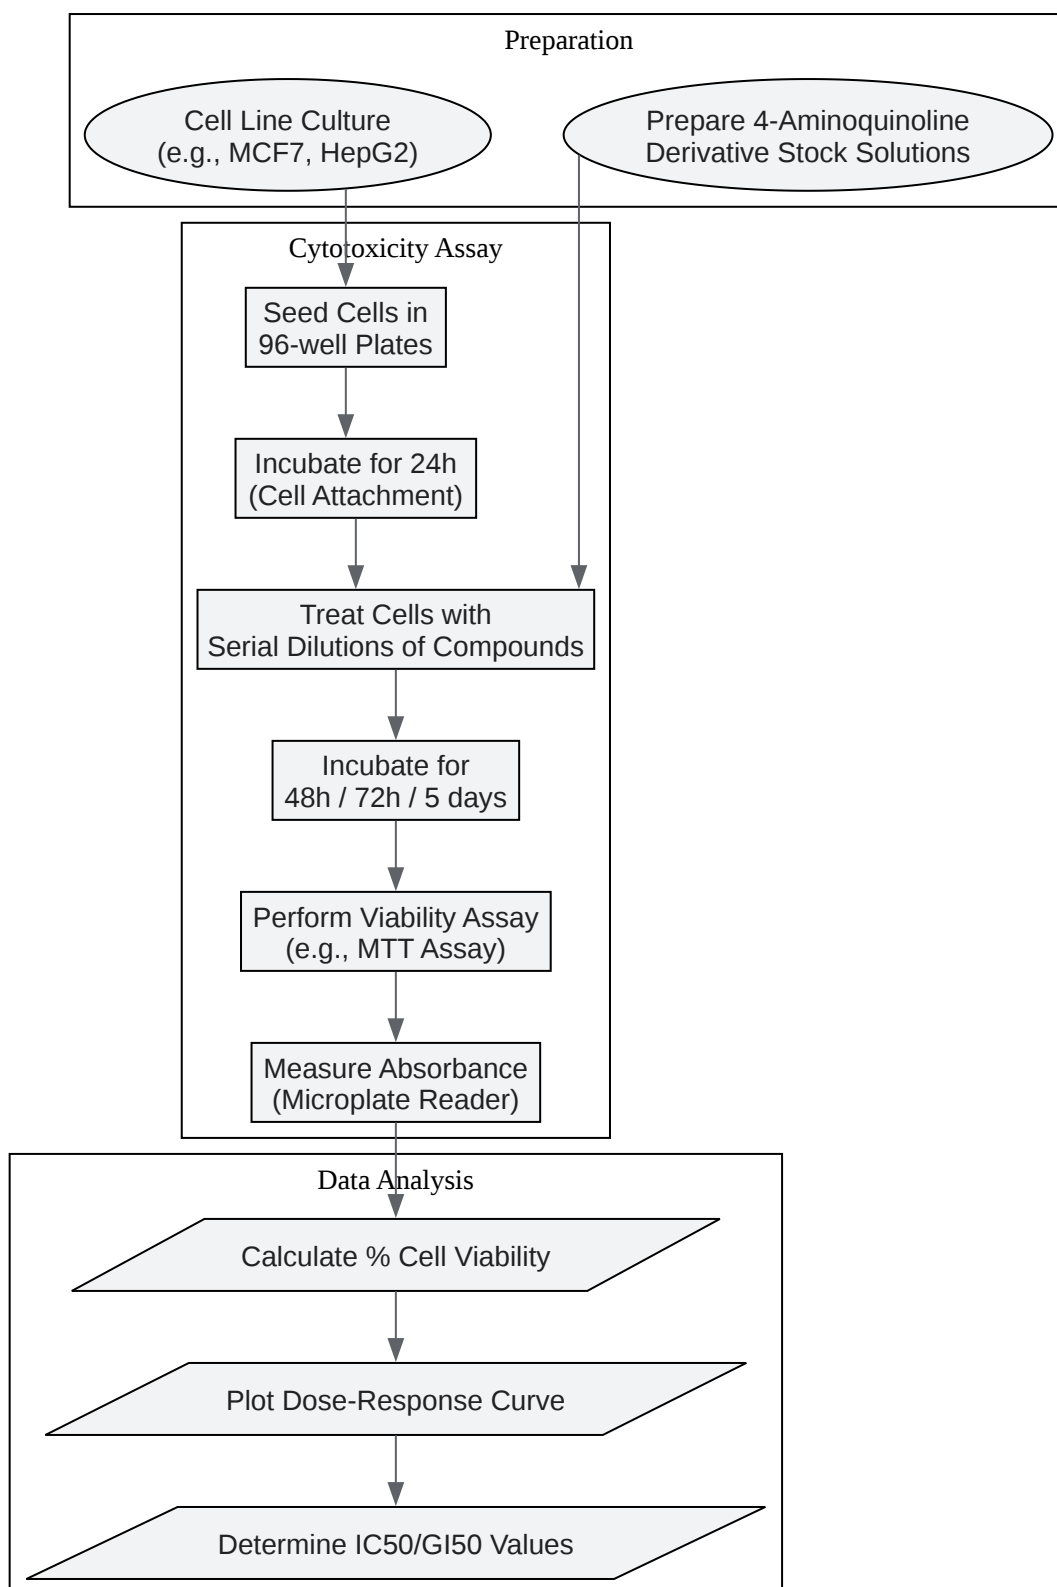 Preparation
Cell Line Culture
(e.g., MCF7, HepG2)
Prepare 4-Aminoquinoline
Derivative Stock Solutions
Cytotoxicity Assay
Seed Cells in
96-well Plates
Incubate for 24h
(Cell Attachment)
Treat Cells with
Serial Dilutions of Compounds
Incubate for
48h / 72h / 5 days
Perform Viability Assay
(e.g., MTT Assay)
Measure Absorbance
(Microplate Reader)
Data Analysis
Calculate % Cell Viability
Plot Dose-Response Curve
Determine IC50/GI50 Values